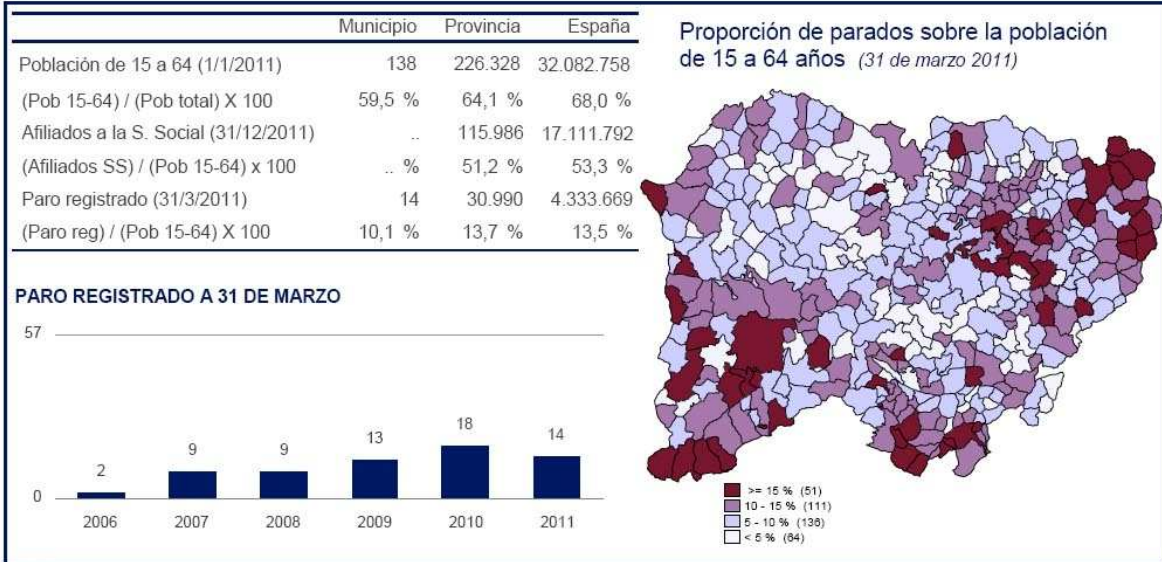 Municipio Provincia España
Población de 15 a 64 (1/1/2011) 138 226.328 32.082.758
(Pob 15-64) / (Pob total) X 100 59,5 % 64,1 % 68,0 %
Afiliados a la S. Social (31/12/2011) .. 115.986 17.111.792
(Afiliados SS) / (Pob 15-64) x 100 .. % 51,2 % 53,3 %
Paro registrado (31/3/2011) 14 30.990 4.333.669
(Paro reg) / (Pob 15-64) X 100 10,1 % 13,7 % 13,5 %
PARO REGISTRADO A 31 DE MARZO
57
2 9 9 13 18 14
0
2006 2007 2008 2009 2010 2011
Proporción de parados sobre la población
de 15 a 64 años (31 de marzo 2011)
>= 15 % (51)
10 - 15 % (111)
5 - 10 % (136)
< 5 % (64)